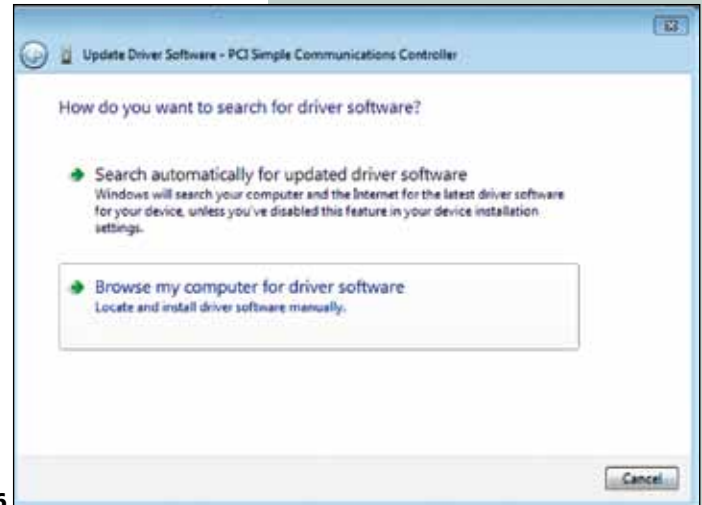 Update Driver Software - PCI Simple Communications Controller
How do you want to search for driver software?
Search automatically for updated driver software
Windows will search your computer and the Internet for the latest driver software
for your device, unless you've disabled this feature in your device installation
settings.
Browse my computer for driver software
Locate and install driver software manually.
Cancel